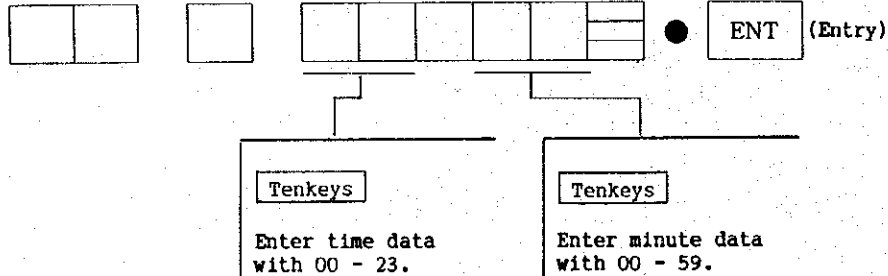 ENT (Entry)
Tenkeys
Enter time data
with 00 - 23.
Tenkeys
Enter minute data
with 00 - 59.